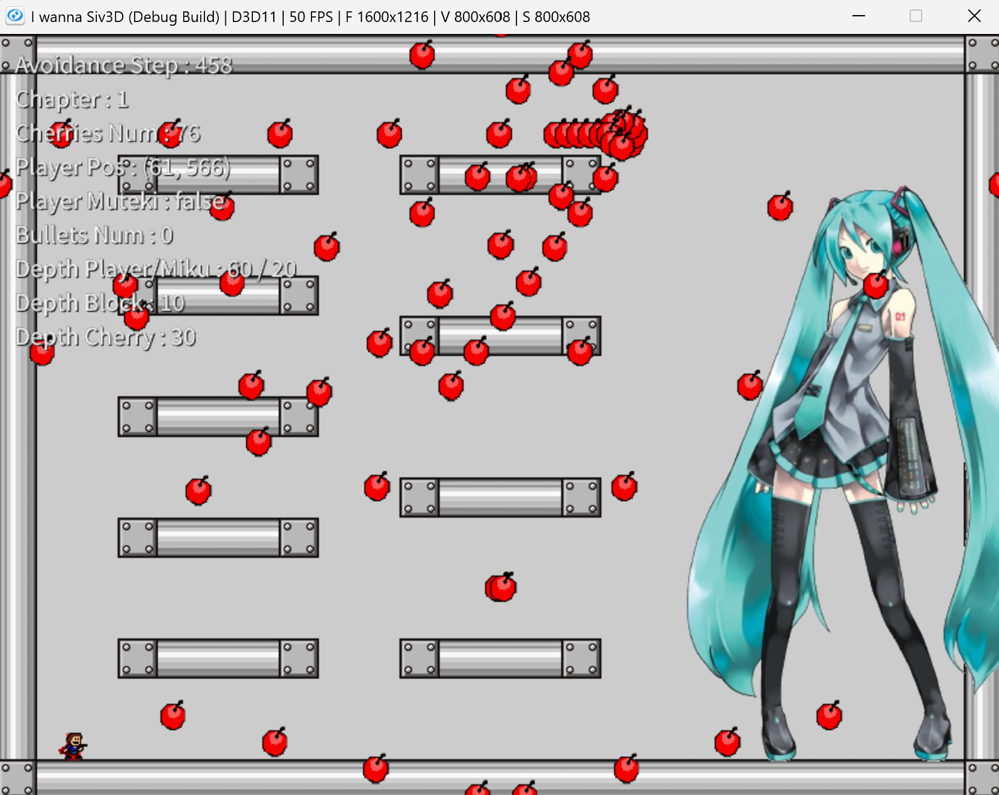 I wanna Siv3D (Debug Build) | D3D11 | 50 FPS | F 1600x1216 | V 800x608 | S 800x608
Avoidance Step : 458
Chapter : 1
Cherries Num : 76
Player Pos : (61, 566)
Player Muteki : false
Bullets Num : 0
Depth Player/Miku : 60 / 20
Depth Block : 10
Depth Cherry : 30
01